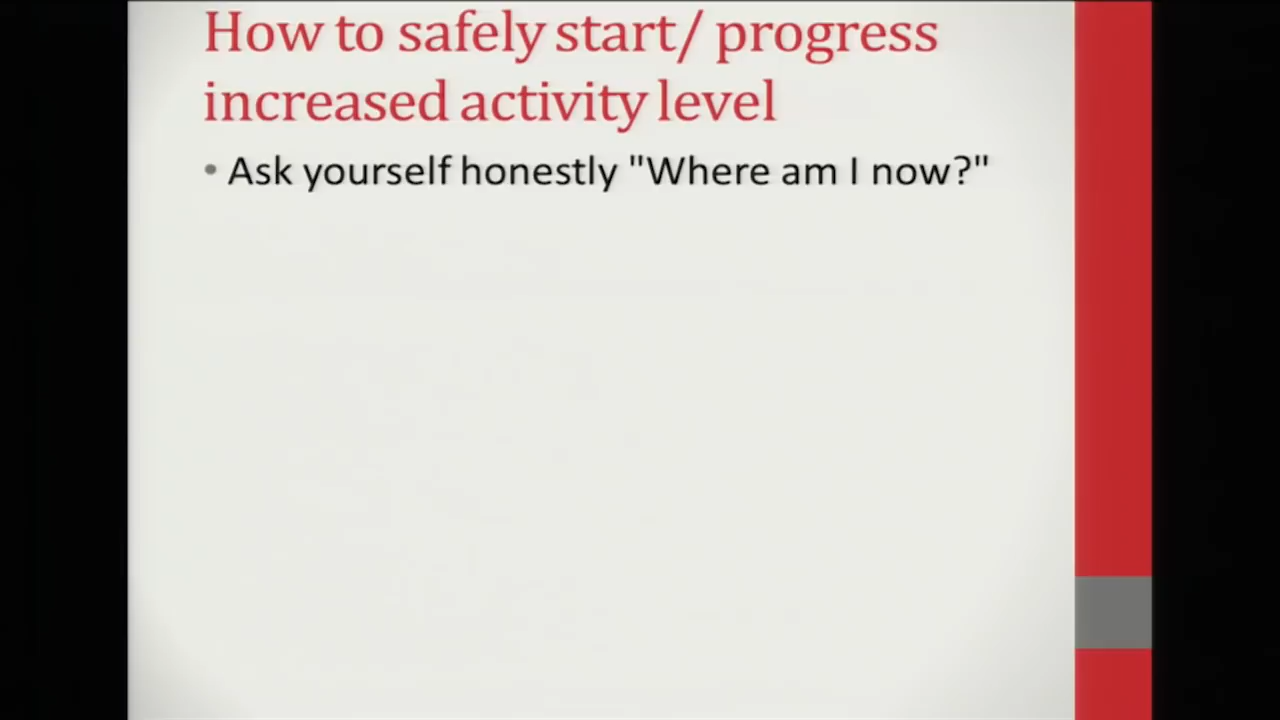 How to safely start/ progress
increased activity level
• Ask yourself honestly "Where am I now?"